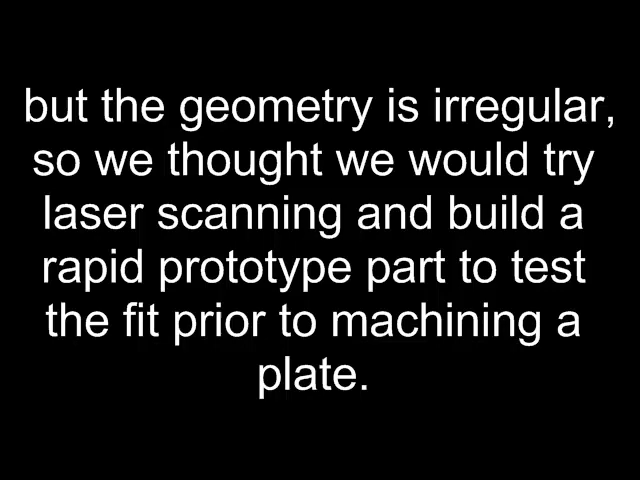 but the geometry is irregular,
so we thought we would try
laser scanning and build a
rapid prototype part to test
the fit prior to machining a
plate.